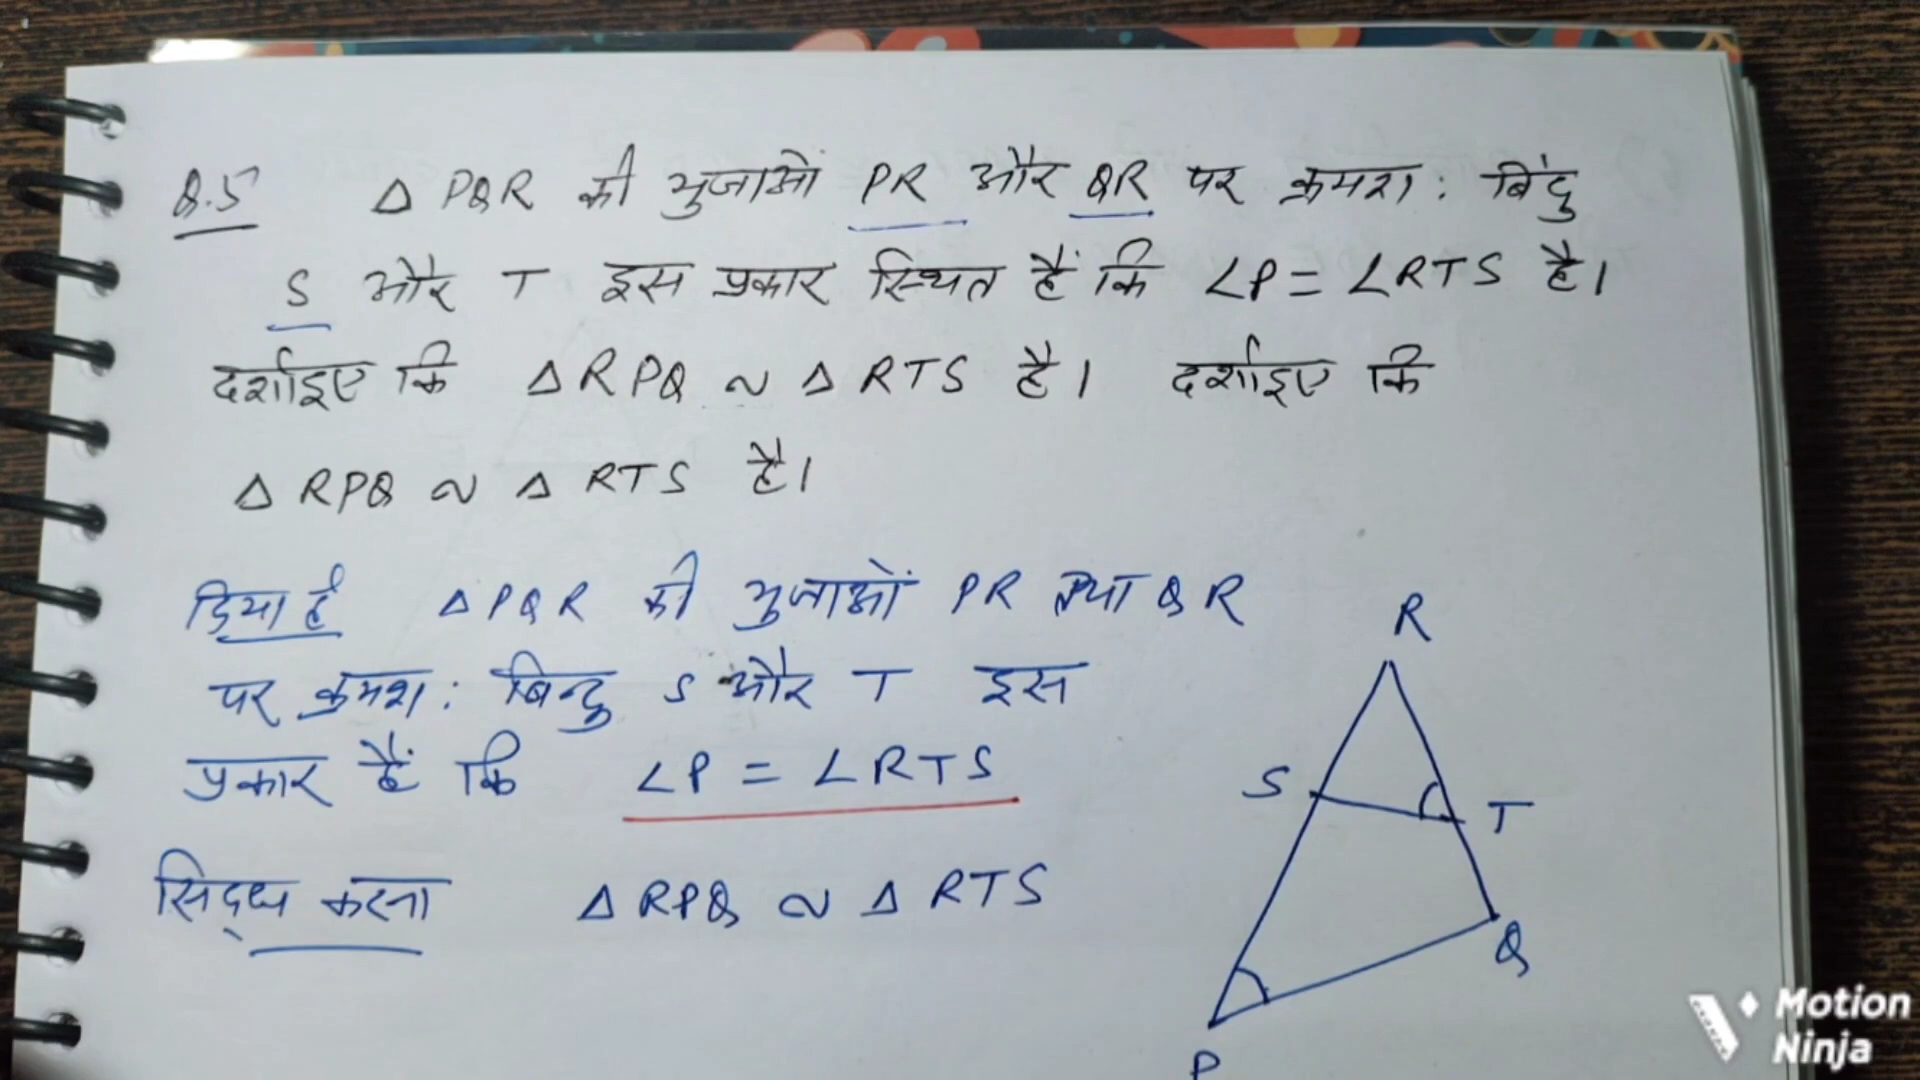 Q.5 Δ PQR की भुजाओं PR और QR पर क्रमश: बिंदु
S और T इस प्रकार स्थित हैं कि ∠P = ∠RTS है।
दर्शाइए कि Δ RPQ ~ Δ RTS है। दर्शाइए कि
Δ RPQ ~ Δ RTS है।
दिया है Δ PQR की भुजाओं PR तथा QR
पर क्रमश: बिन्दु S और T इस
प्रकार हैं कि ∠P = ∠RTS
सिद्ध करना Δ RPQ ~ Δ RTS
R
S
T
Q
P
Motion
Ninja